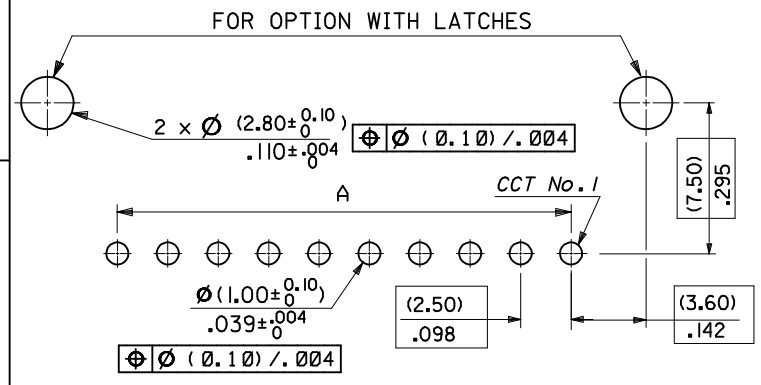 FOR OPTION WITH LATCHES
2 × Ø (2.80±0.10/0)
.110±.004/0
⌖ Ø (0.10)/.004
CCT No.1
A
(7.50)
.295
Ø(1.00±0.10/0)
.039±.004/0
(2.50)
.098
(3.60)
.142
⌖ Ø (0.10)/.004